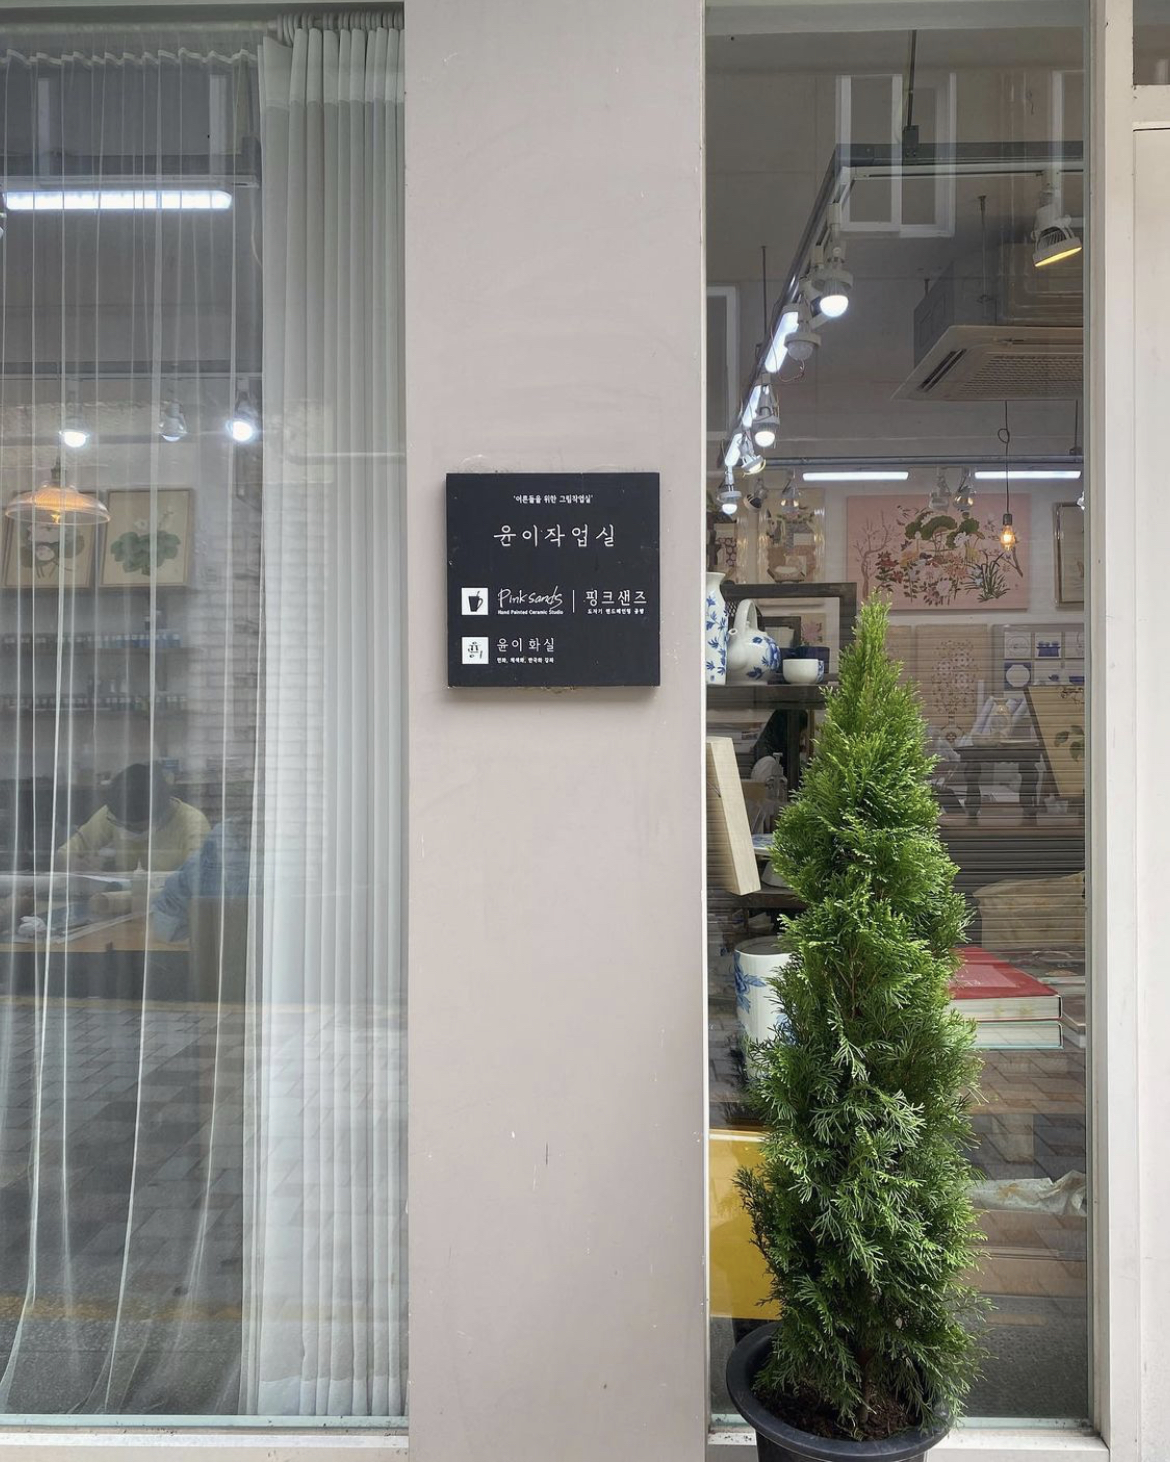 '어른들을 위한 그림작업실'
윤이작업실
Pinksands | 핑크샌즈
Hand Painted Ceramic Studio 도자기 핸드페인팅 공방
윤이화실
민화, 채색화, 한국화 강좌